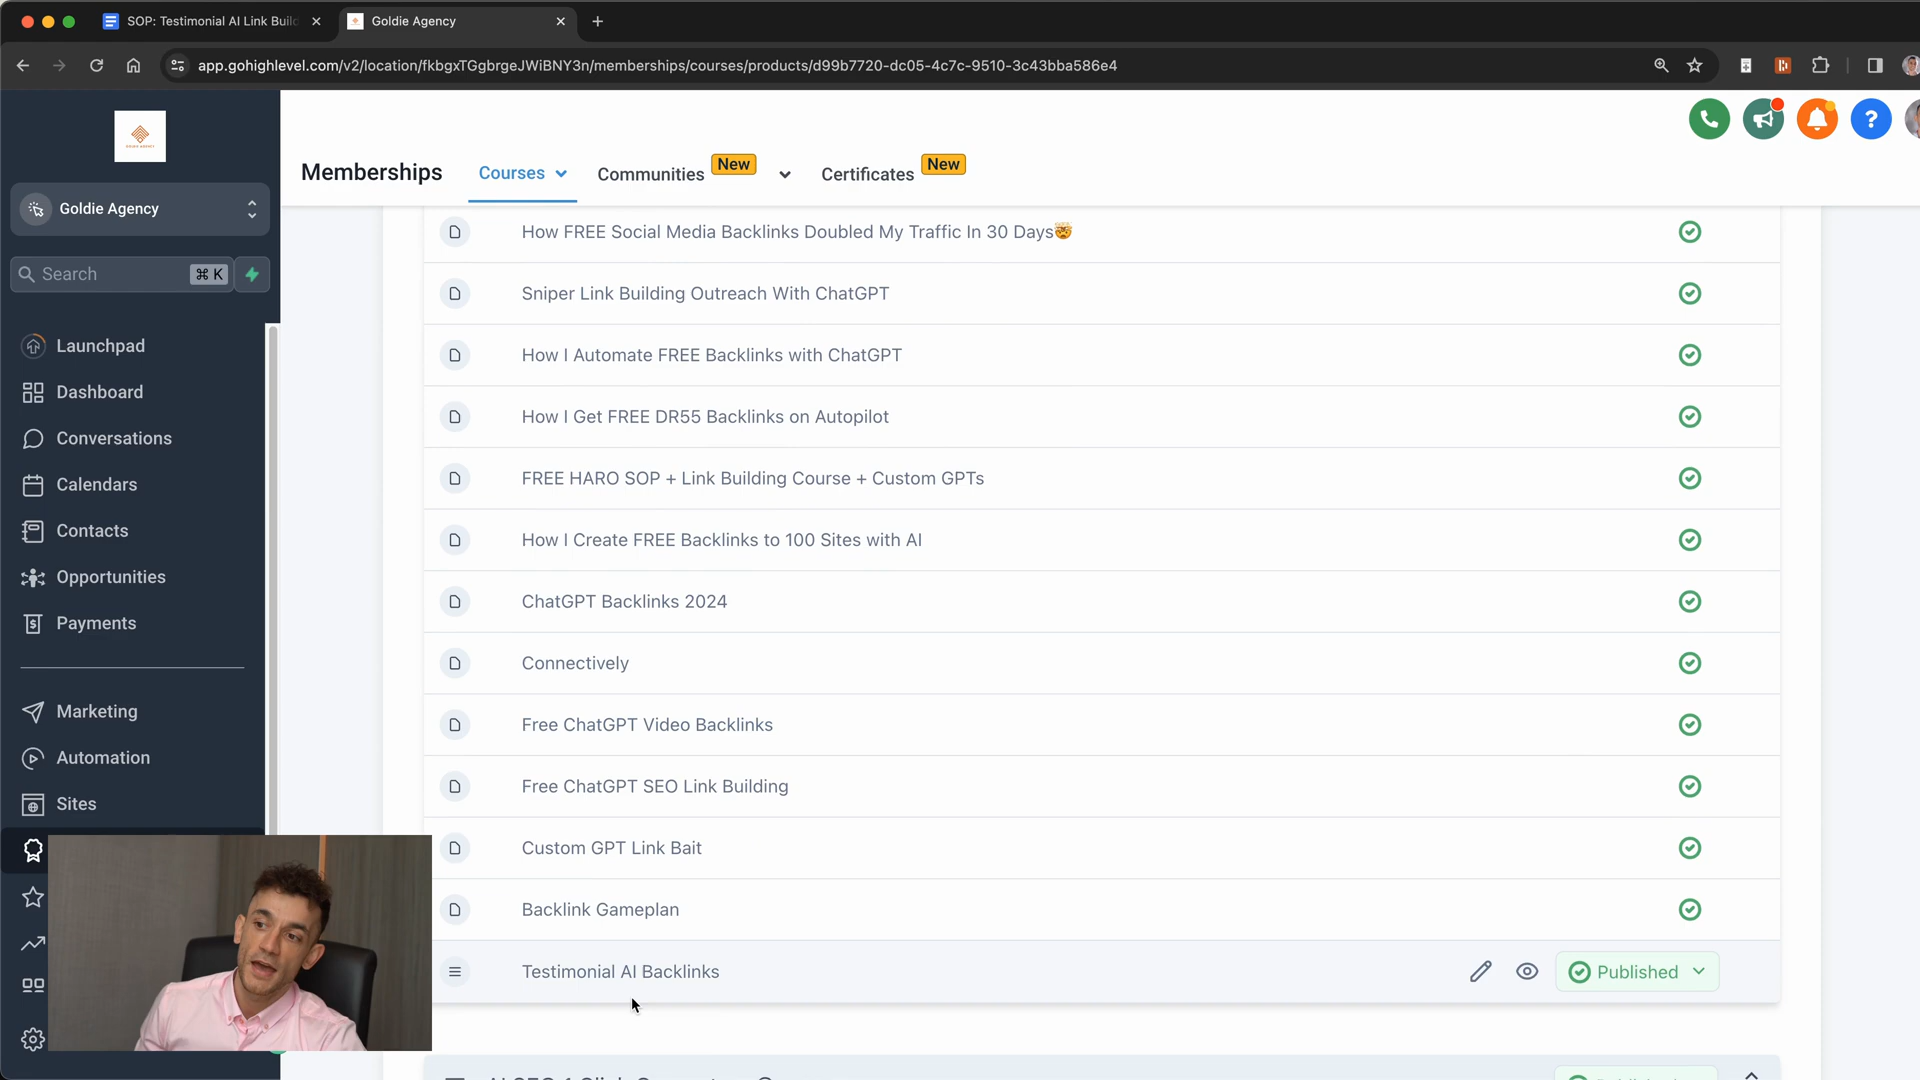 SOP: Testimonial AI Link Buil
Goldie Agency
app.gohighlevel.com/v2/location/fkbgxTGgbrgeJWiBNY3n/memberships/courses/products/d99b7720-dc05-4c7c-9510-3c43bba586e4
Goldie Agency
Search ⌘ K
Launchpad
Dashboard
Conversations
Calendars
Contacts
Opportunities
Payments
Marketing
Automation
Sites
Memberships
Courses
Communities New
Certificates New
How FREE Social Media Backlinks Doubled My Traffic In 30 Days🤯
Sniper Link Building Outreach With ChatGPT
How I Automate FREE Backlinks with ChatGPT
How I Get FREE DR55 Backlinks on Autopilot
FREE HARO SOP + Link Building Course + Custom GPTs
How I Create FREE Backlinks to 100 Sites with AI
ChatGPT Backlinks 2024
Connectively
Free ChatGPT Video Backlinks
Free ChatGPT SEO Link Building
Custom GPT Link Bait
Backlink Gameplan
Testimonial AI Backlinks
Published